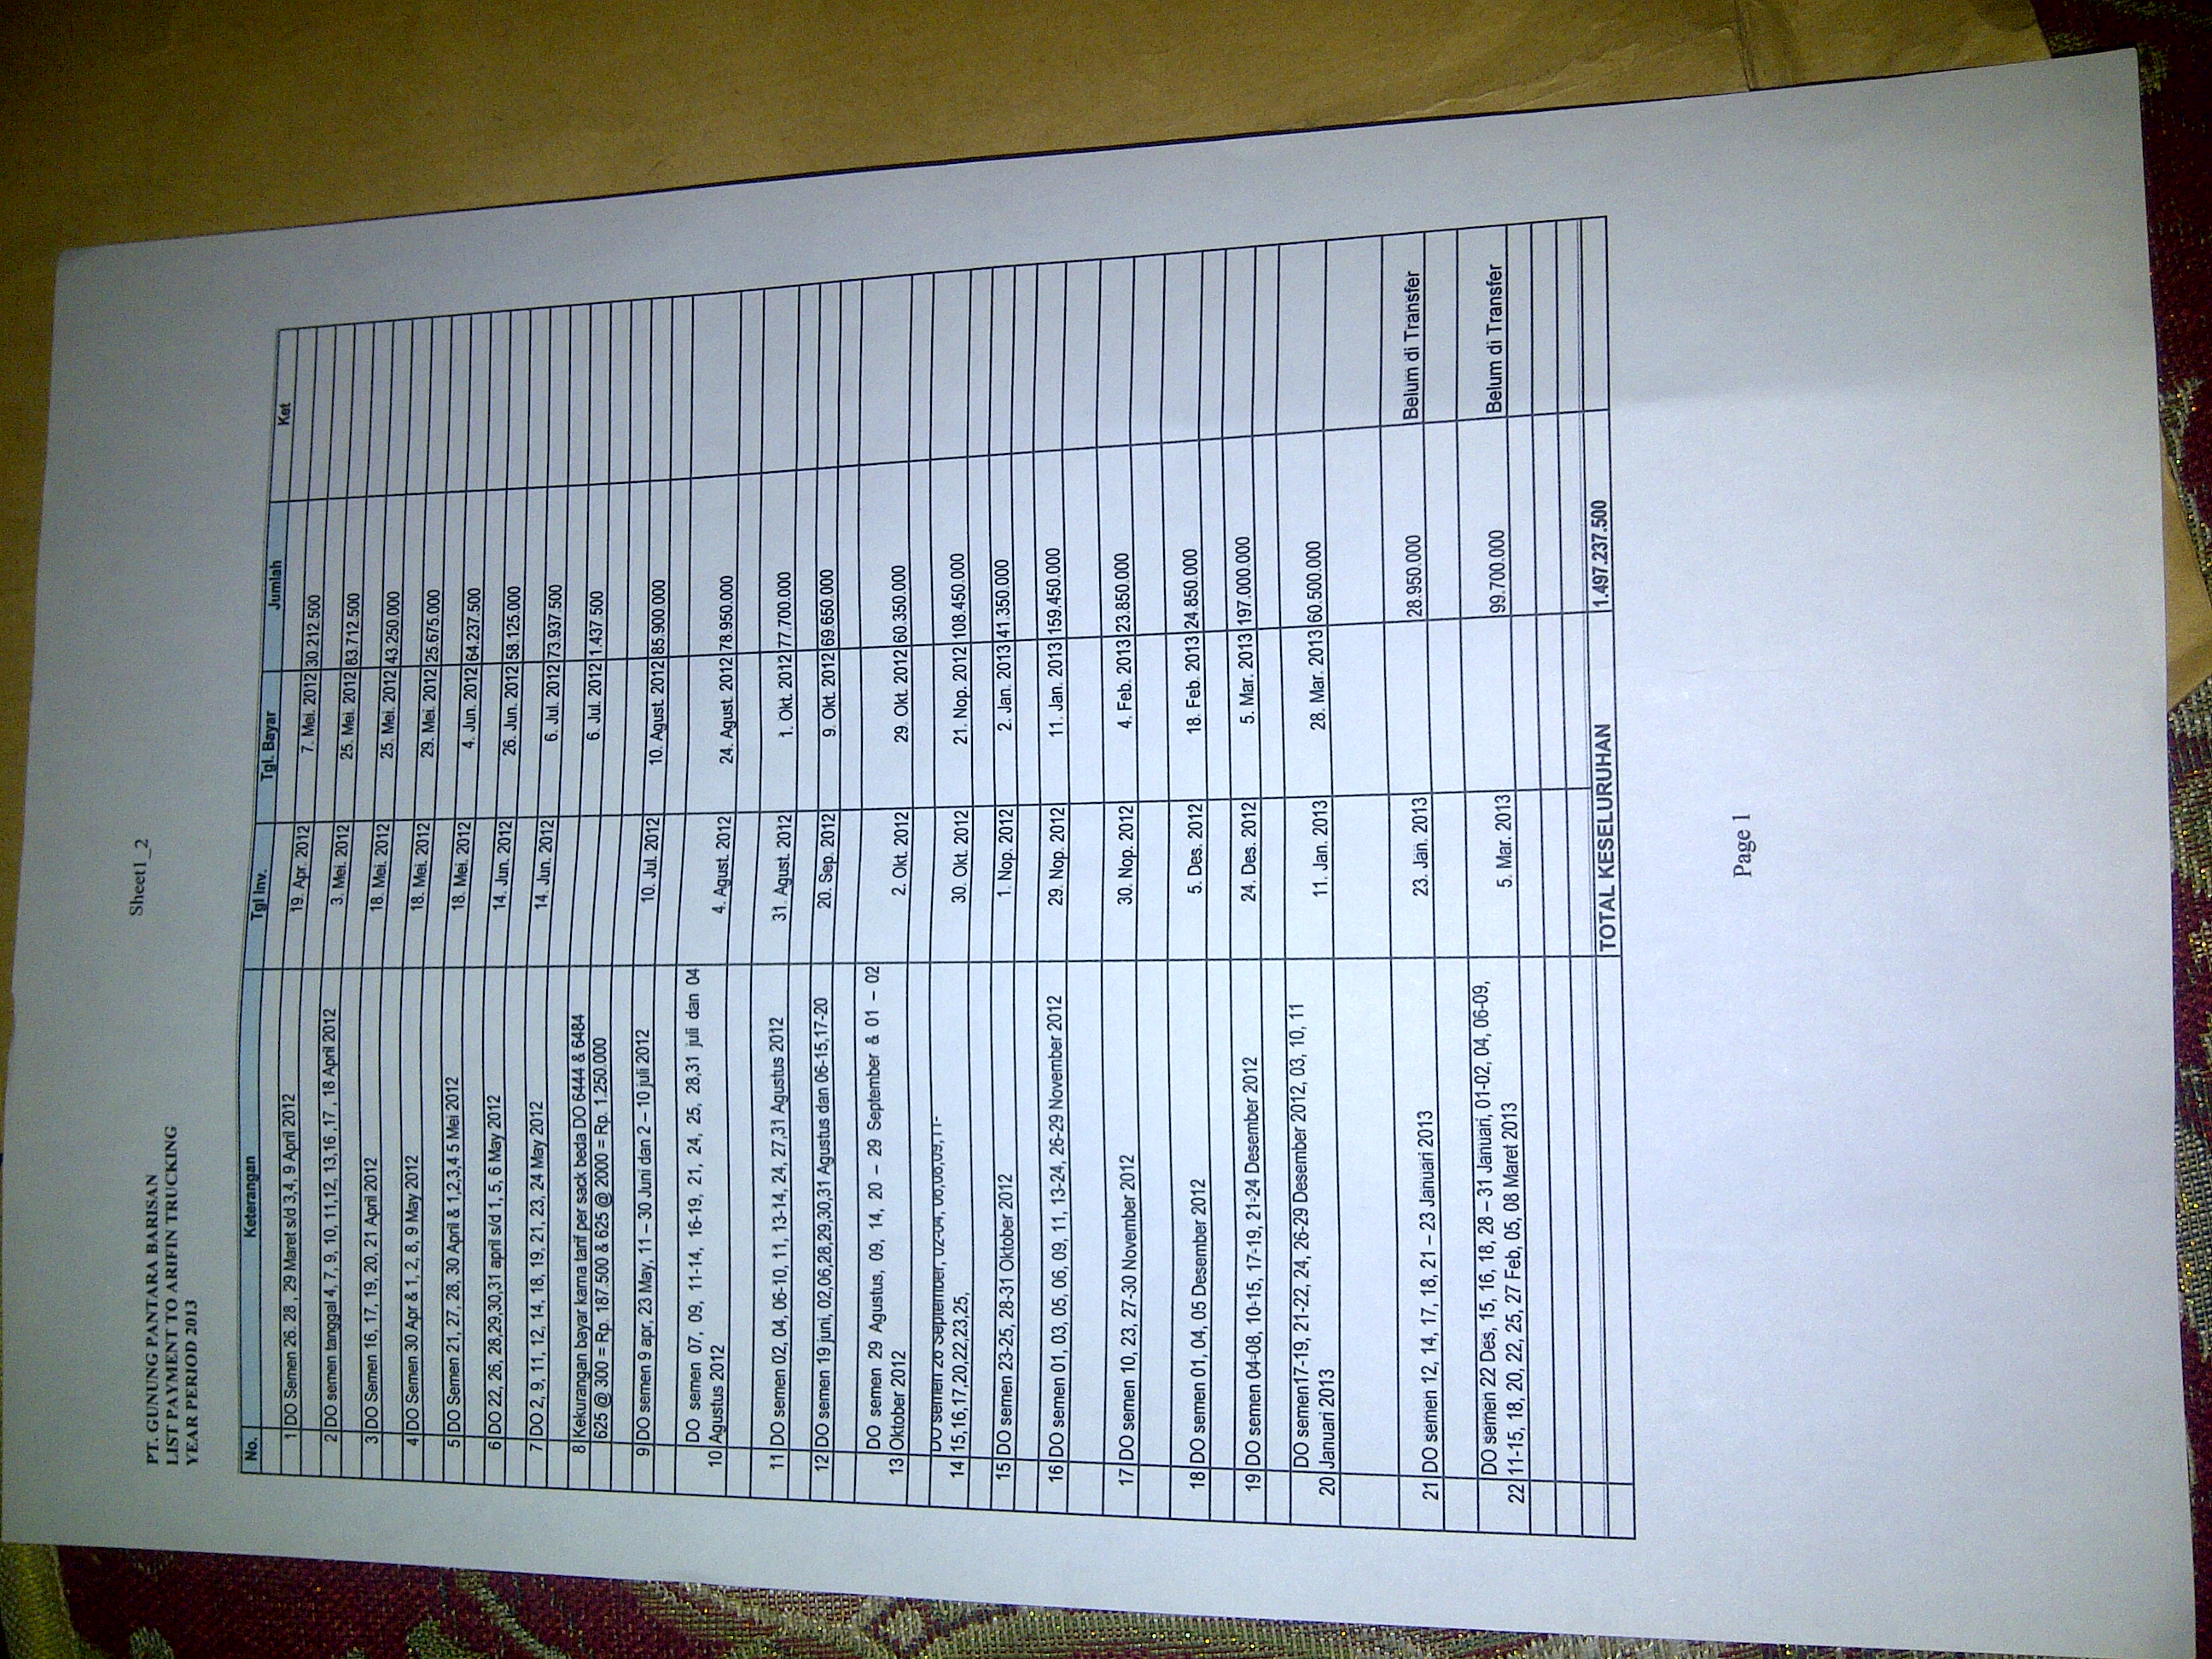 Sheet1_2
PT. GUNUNG PANTARA BARISAN
LIST PAYMENT TO ARIFIN TRUCKING
YEAR PERIOD 2013
No. Keterangan Tgl Inv. Tgl. Bayar Jumlah Ket
1 DO Semen 26. 28 , 29 Maret s/d 3,4, 9 April 2012 19. Apr. 2012 7. Mei. 2012 30.212.500
2 DO semen tanggal 4, 7, 9, 10, 11,12, 13,16 ,17 , 18 April 2012 3. Mei. 2012 25. Mei. 2012 83.712.500
3 DO Semen 16, 17, 19, 20, 21 April 2012 18. Mei. 2012 25. Mei. 2012 43.250.000
4 DO Semen 30 Apr & 1, 2, 8, 9 May 2012 18. Mei. 2012 29. Mei. 2012 25.675.000
5 DO Semen 21, 27, 28, 30 April & 1,2,3,4 5 Mei 2012 18. Mei. 2012 4. Jun. 2012 64.237.500
6 DO 22, 26, 28,29,30,31 april s/d 1, 5, 6 May 2012 14. Jun. 2012 26. Jun. 2012 58.125.000
7 DO 2, 9, 11, 12, 14, 18, 19, 21, 23, 24 May 2012 14. Jun. 2012 6. Jul. 2012 73.937.500
8 Kekurangan bayar karna tarif per sack beda DO 6444 & 6484 6. Jul. 2012 1.437.500
625 @ 300 = Rp. 187.500 & 625 @ 2000 = Rp. 1.250.000
9 DO semen 9 apr, 23 May, 11 – 30 Juni dan 2 – 10 juli 2012 10. Jul. 2012 10. Agust. 2012 85.900.000
DO semen 07, 09, 11-14, 16-19, 21, 24, 25, 28,31 juli dan 04
10 Agustus 2012 4. Agust. 2012 24. Agust. 2012 78.950.000
11 DO semen 02, 04, 06-10, 11, 13-14, 24, 27,31 Agustus 2012 31. Agust. 2012 1. Okt. 2012 77.700.000
12 DO semen 19 juni, 02,06,28,29,30,31 Agustus dan 06-15,17-20 20. Sep. 2012 9. Okt. 2012 69.650.000
DO semen 29 Agustus, 09, 14, 20 – 29 September & 01 – 02
13 Oktober 2012 2. Okt. 2012 29. Okt. 2012 60.350.000
DO semen 26 September, 02-04, 06,08,09,11-
14 15,16,17,20,22,23,25, 30. Okt. 2012 21. Nop. 2012 108.450.000
15 DO semen 23-25, 28-31 Oktober 2012 1. Nop. 2012 2. Jan. 2013 41.350.000
16 DO semen 01, 03, 05, 06, 09, 11, 13-24, 26-29 November 2012 29. Nop. 2012 11. Jan. 2013 159.450.000
17 DO semen 10, 23, 27-30 November 2012 30. Nop. 2012 4. Feb. 2013 23.850.000
18 DO semen 01, 04, 05 Desember 2012 5. Des. 2012 18. Feb. 2013 24.850.000
19 DO semen 04-08, 10-15, 17-19, 21-24 Desember 2012 24. Des. 2012 5. Mar. 2013 197.000.000
DO semen17-19, 21-22, 24, 26-29 Desember 2012, 03, 10, 11
20 Januari 2013 11. Jan. 2013 28. Mar. 2013 60.500.000
21 DO semen 12, 14, 17, 18, 21 – 23 Januari 2013 23. Jan. 2013 28.950.000 Belum di Transfer
DO semen 22 Des, 15, 16, 18, 28 – 31 Januari, 01-02, 04, 06-09,
22 11-15, 18, 20, 22, 25, 27 Feb, 05, 08 Maret 2013 5. Mar. 2013 99.700.000 Belum di Transfer
TOTAL KESELURUHAN 1.497.237.500
Page 1